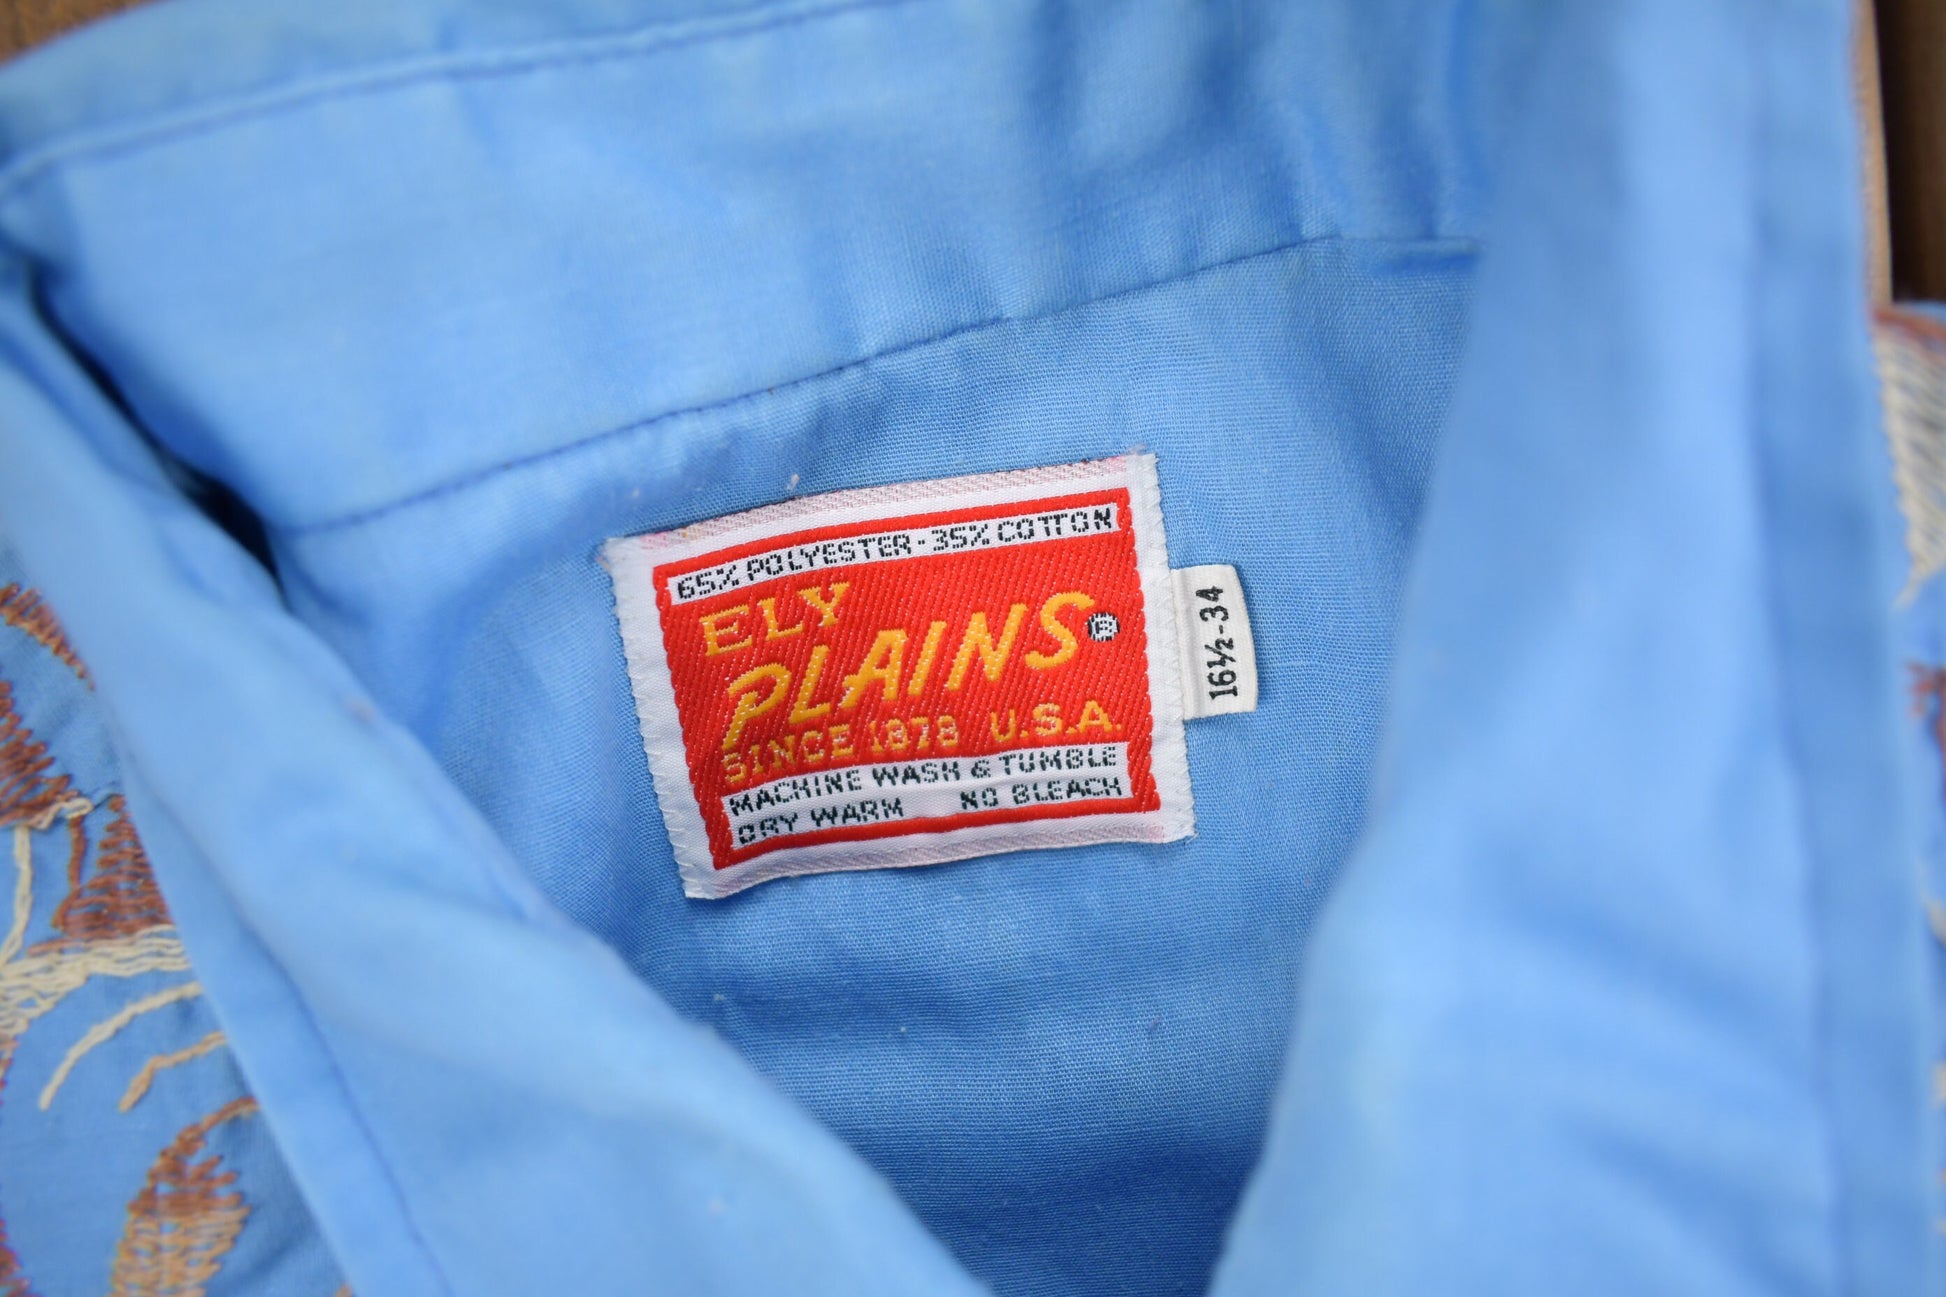 65% POLYESTER - 35% COTTON
ELY
PLAINS®
SINCE 1878 U.S.A.
MACHINE WASH & TUMBLE
DRY WARM NO BLEACH
16½-34